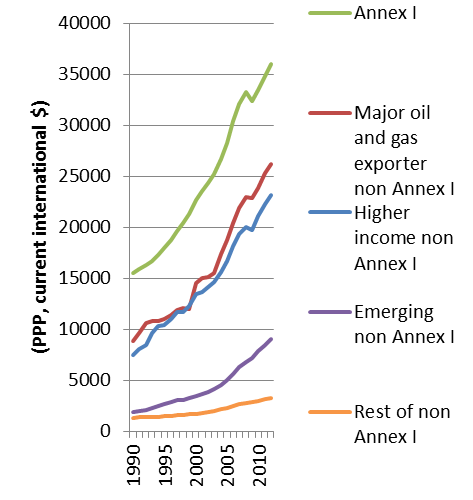 (PPP, current international $)
40000
35000
30000
25000
20000
15000
10000
5000
0
1990
1995
2000
2005
2010
Annex I
Major oil
and gas
exporter
non Annex I
Higher
income non
Annex I
Emerging
non Annex I
Rest of non
Annex I